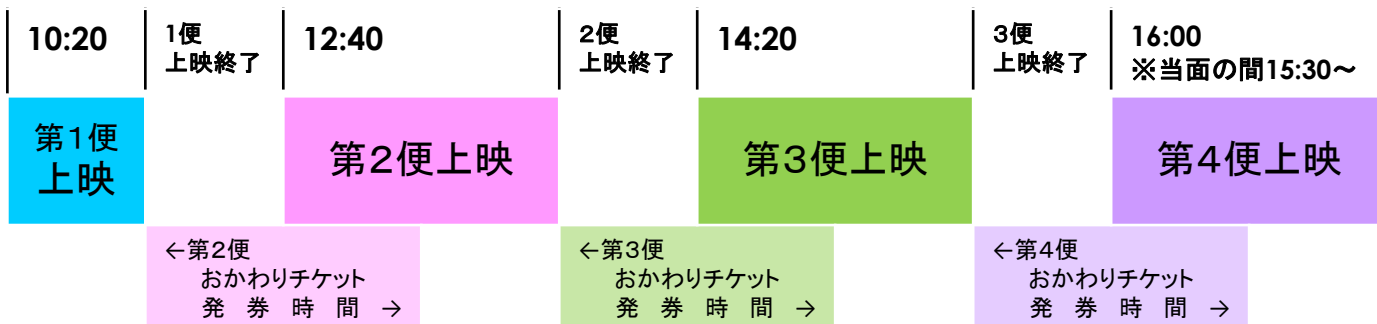 10:20
1便
上映終了
12:40
2便
上映終了
14:20
3便
上映終了
16:00
※当面の間15:30～
第1便
上映
第2便上映
第3便上映
第4便上映
←第2便
おかわりチケット
発 券 時 間 →
←第3便
おかわりチケット
発 券 時 間 →
←第4便
おかわりチケット
発 券 時 間 →